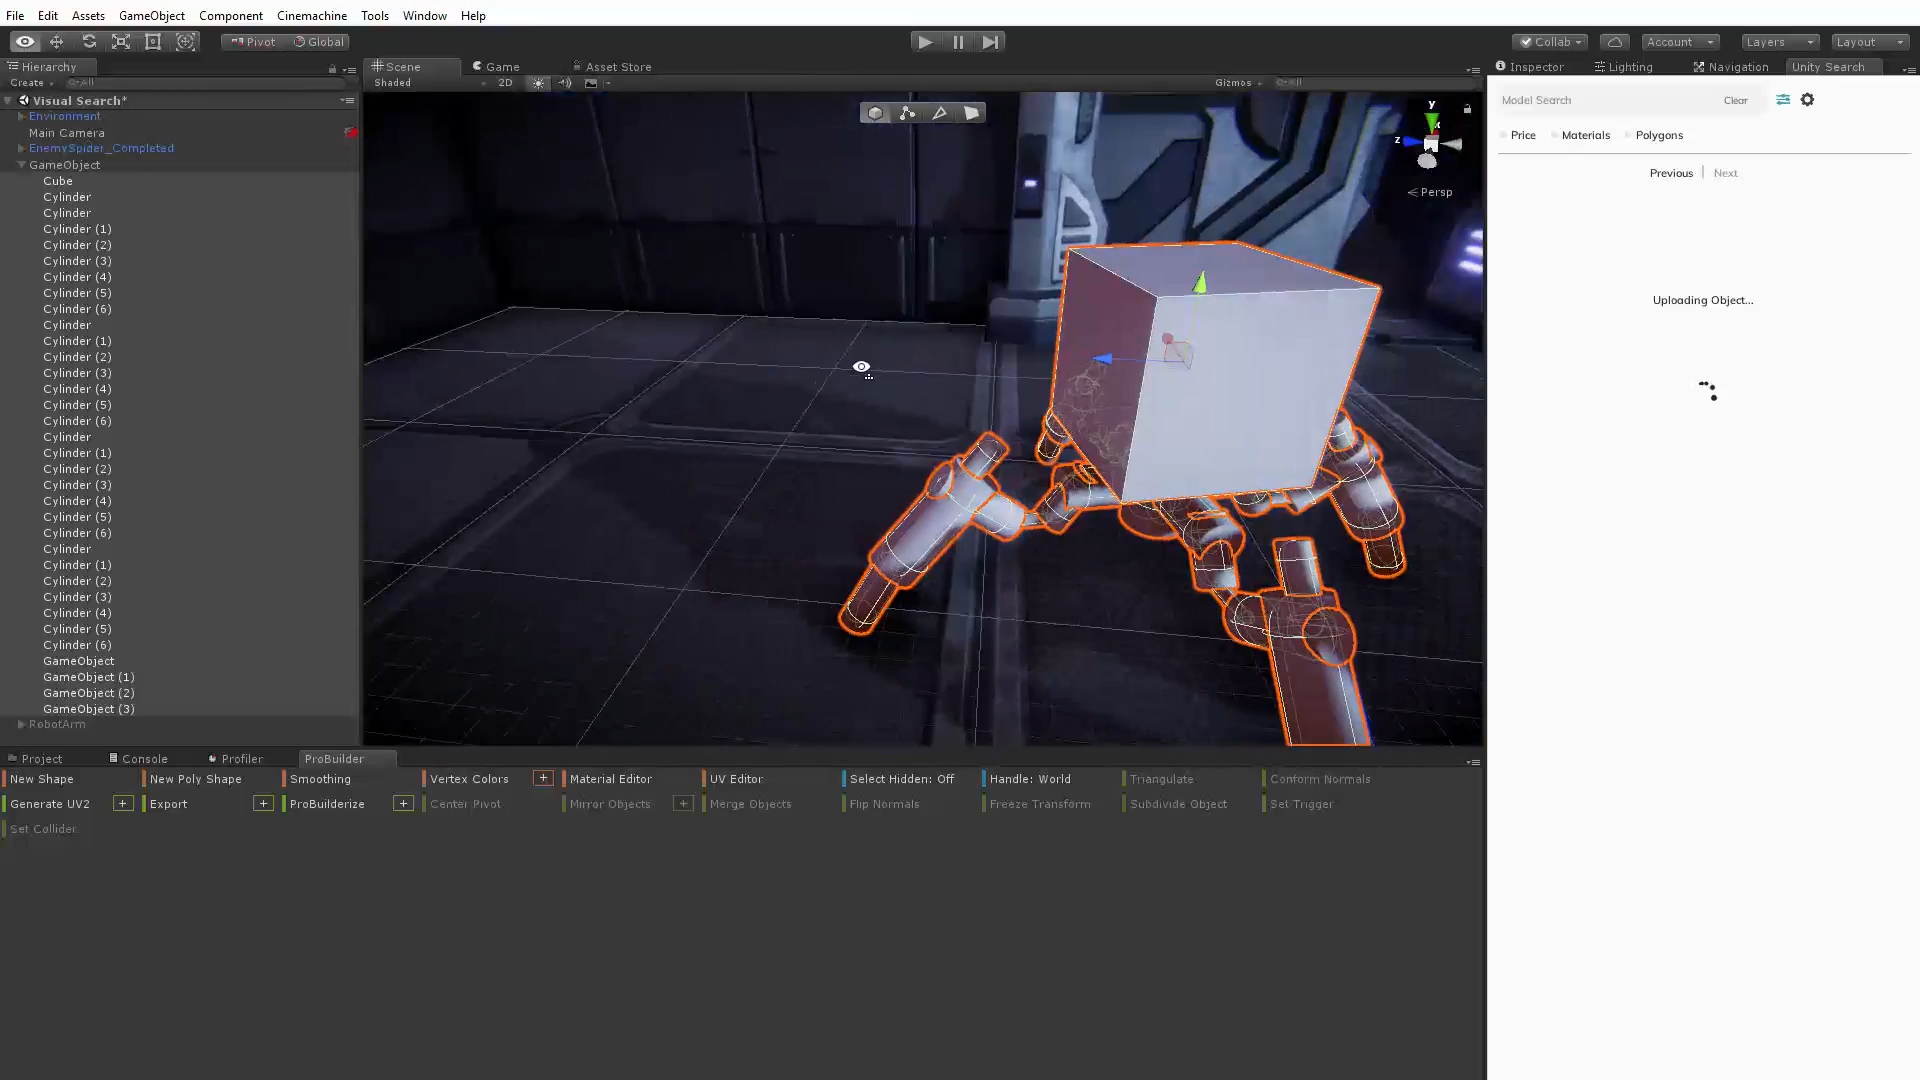 File Edit Assets GameObject Component Cinemachine Tools Window Help
Pivot Global Collab Account Layers Layout
Hierarchy Scene Game Asset Store Inspector Lighting Navigation Unity Search
Create All Shaded 2D Gizmos All
Visual Search*
Environment
Main Camera
EnemySpider_Completed
GameObject
Cube
Cylinder
Cylinder
Cylinder (1)
Cylinder (2)
Cylinder (3)
Cylinder (4)
Cylinder (5)
Cylinder (6)
Cylinder
Cylinder (1)
Cylinder (2)
Cylinder (3)
Cylinder (4)
Cylinder (5)
Cylinder (6)
Cylinder
Cylinder (1)
Cylinder (2)
Cylinder (3)
Cylinder (4)
Cylinder (5)
Cylinder (6)
Cylinder
Cylinder (1)
Cylinder (2)
Cylinder (3)
Cylinder (4)
Cylinder (5)
Cylinder (6)
GameObject
GameObject (1)
GameObject (2)
GameObject (3)
RobotArm
y
x
z
< Persp
Model Search Clear
Price Materials Polygons
Previous | Next
Uploading Object...
Project Console Profiler ProBuilder
New Shape New Poly Shape Smoothing Vertex Colors + Material Editor UV Editor Select Hidden: Off Handle: World Triangulate Conform Normals
Generate UV2 + Export + ProBuilderize + Center Pivot Mirror Objects + Merge Objects Flip Normals Freeze Transform Subdivide Object Set Trigger
Set Collider